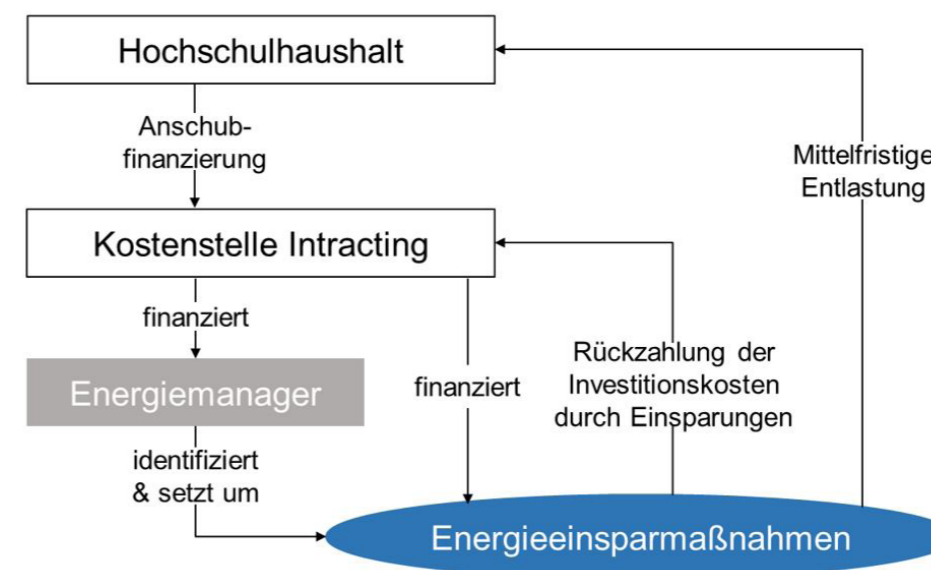 Hochschulhaushalt
Anschub-
finanzierung
Mittelfristige
Entlastung
Kostenstelle Intracting
finanziert
Energiemanager
finanziert
Rückzahlung der
Investitionskosten
durch Einsparungen
identifiziert
& setzt um
Energieeinsparmaßnahmen